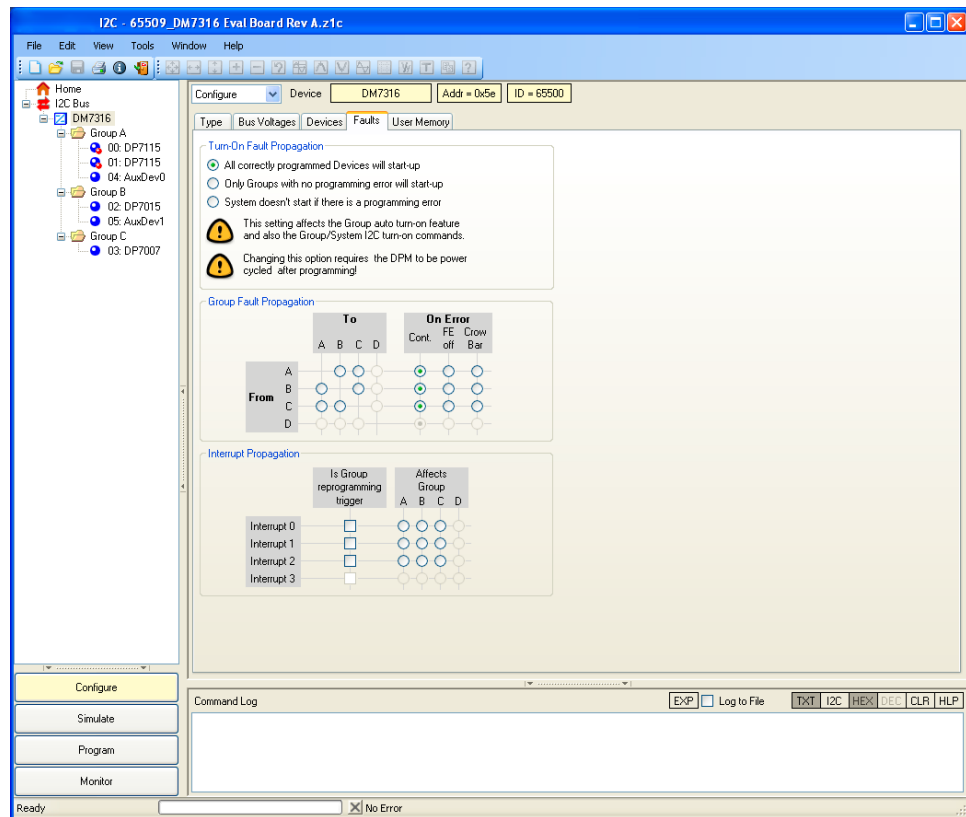 I2C - 65509_DM7316 Eval Board Rev A.z1c
File Edit View Tools Window Help
Home
I2C Bus
DM7316
Group A
00: DP7115
01: DP7115
04: AuxDev0
Group B
02: DP7015
05: AuxDev1
Group C
03: DP7007
Configure Device DM7316 Addr = 0x5e ID = 65500
Type Bus Voltages Devices Faults User Memory
Turn-On Fault Propagation
All correctly programmed Devices will start-up
Only Groups with no programming error will start-up
System doesn't start if there is a programming error
This setting affects the Group auto turn-on feature
and also the Group/System I2C turn-on commands.
Changing this option requires the DPM to be power
cycled after programming!
Group Fault Propagation
To On Error
A B C D Cont. FE off Crow Bar
From
A
B
C
D
Interrupt Propagation
Is Group reprogramming trigger
Affects Group
A B C D
Interrupt 0
Interrupt 1
Interrupt 2
Interrupt 3
Configure
Simulate
Program
Monitor
Command Log EXP Log to File TXT I2C HEX DEC CLR HLP
Ready No Error